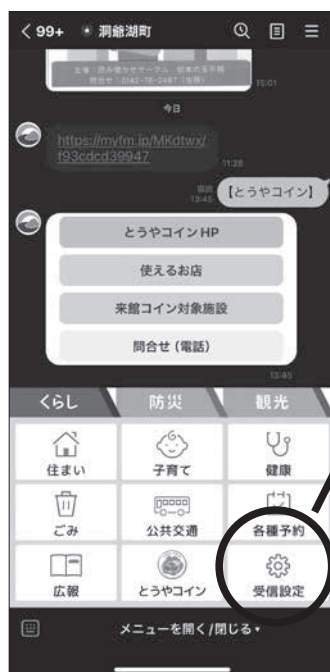 99+
洞爺湖町
15:01
今日
https://myfm.jp/MKdtwx/
f93cdcd39947
11:28
13:45
【とうやコイン】
とうやコインHP
使えるお店
来館コイン対象施設
問合せ(電話)
13:45
くらし
防災
観光
住まい
子育て
健康
ごみ
公共交通
各種予約
広報
とうやコイン
受信設定
メニューを開く/閉じる▾